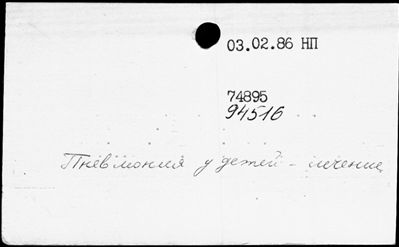 03.02.86 НП
74895
94516
Пневмония у детей – лечение